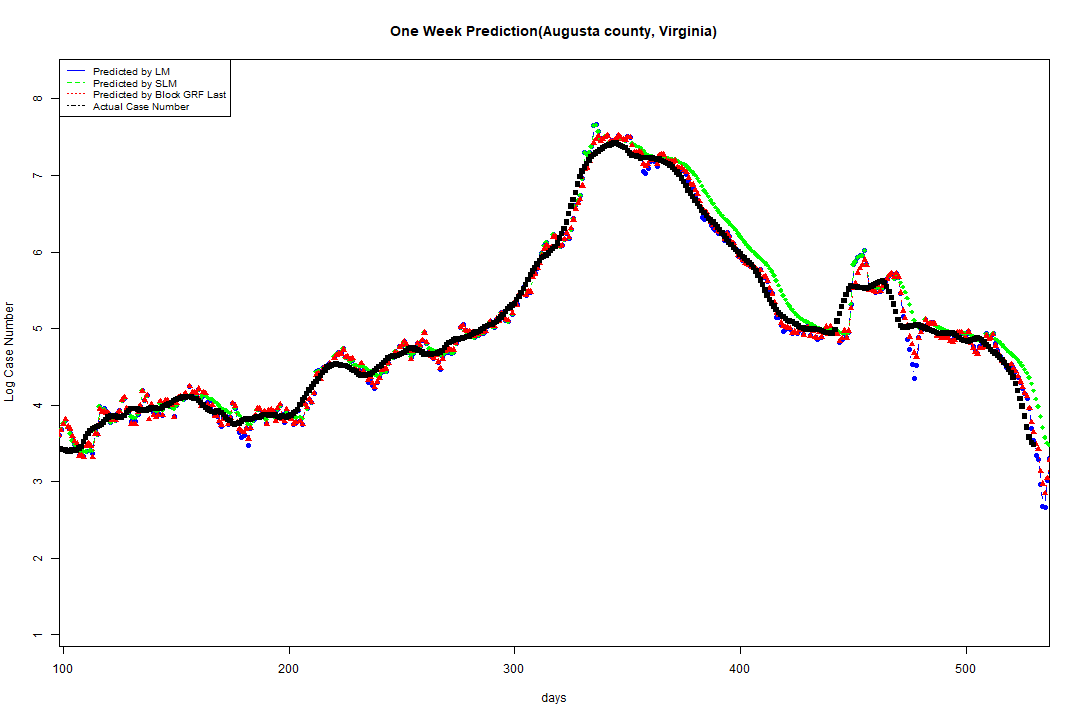 One Week Prediction(Augusta county, Virginia)
Predicted by LM
Predicted by SLM
Predicted by Block GRF Last
Actual Case Number
8
7
6
5
4
3
2
1
Log Case Number
100 200 300 400 500
days